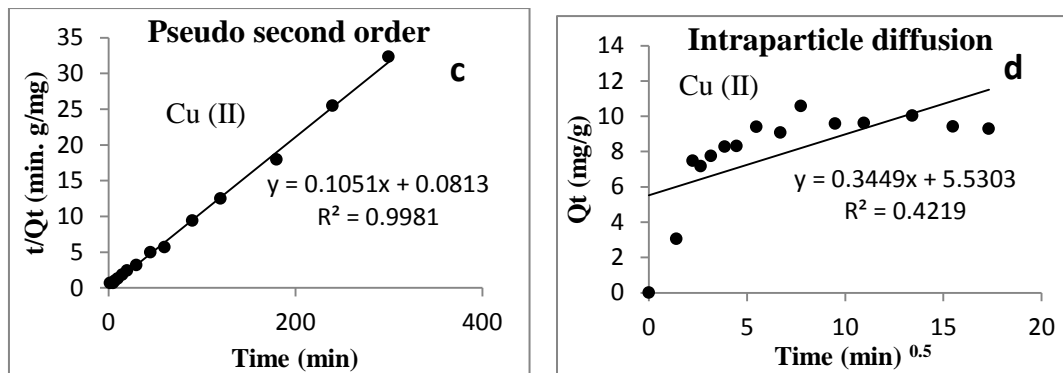 Pseudo second order
c
Cu (II)
y = 0.1051x + 0.0813
R² = 0.9981
t/Qt (min. g/mg)
35
30
25
20
15
10
5
0
0 200 400
Time (min)
Intraparticle diffusion
d
Cu (II)
y = 0.3449x + 5.5303
R² = 0.4219
Qt (mg/g)
14
12
10
8
6
4
2
0
0 5 10 15 20
Time (min) 0.5